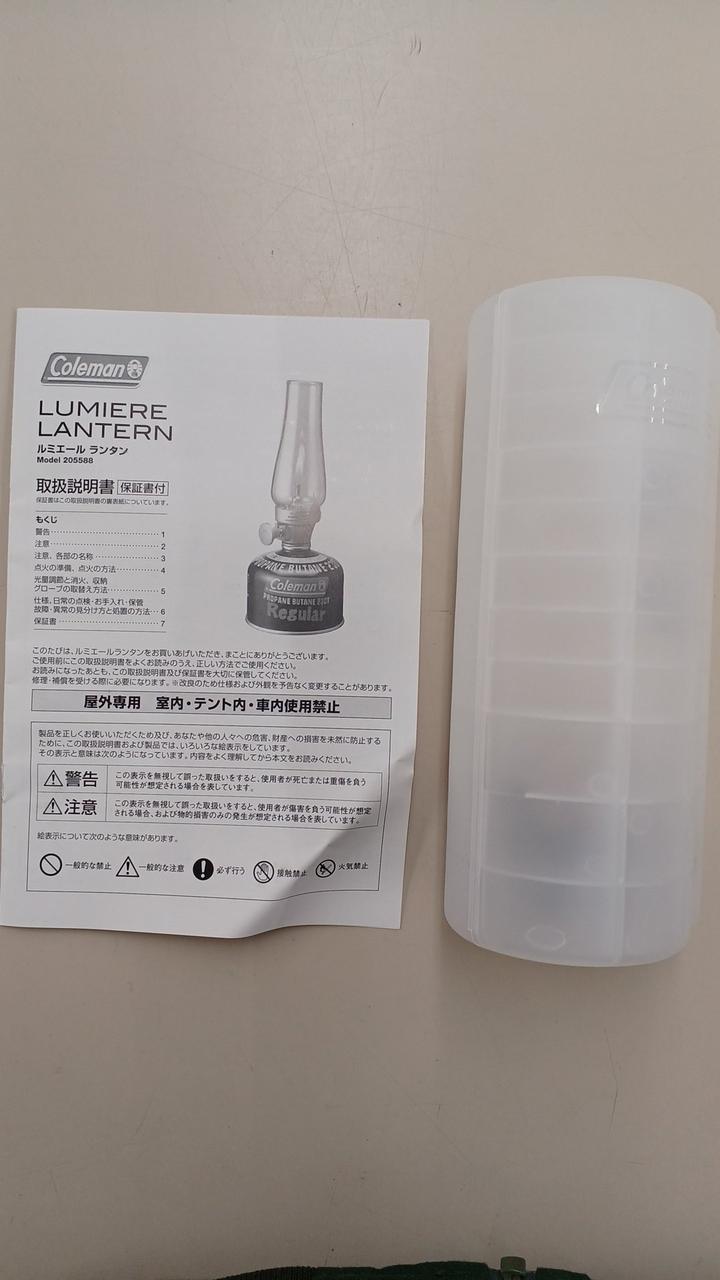 Coleman
LUMIERE
LANTERN
ルミエール ランタン
Model 205588
取扱説明書 保証書付
保証書はこの取扱説明書の裏表紙についています。
もくじ
警告 1
注意 2
注意、各部の名称 3
点火の準備、点火の方法 4
光量調節と消火、収納
グローブの取替え方法 5
仕様、日常の点検・お手入れ・保管
故障・異常の見分け方と処置の方法 6
保証書 7
PROPANE BUTANE
Coleman
PROPANE BUTANE
Regular
このたびは、ルミエールランタンをお買いあげいただき、まことにありがとうございます。
ご使用前にこの取扱説明書をよくお読みのうえ、正しい方法でご使用ください。
お読みになったあとも、この取扱説明書及び保証書を大切に保管してください。
修理・補償を受ける際に必要になります。※改良のため仕様および外観を予告なく変更することがあります。
屋外専用 室内・テント内・車内使用禁止
製品を正しくお使いいただくため及び、あなたや他の人々への危害、財産への損害を未然に防止する
ために、この取扱説明書および製品では、いろいろな絵表示をしています。
その表示と意味は次のようになっています。内容をよく理解してから本文をお読みください。
警告 この表示を無視して誤った取扱いをすると、使用者が死亡または重傷を負う
可能性が想定される場合を表しています。
注意 この表示を無視して誤った取扱いをすると、使用者が傷害を負う可能性が想定
される場合、および物的損害のみの発生が想定される場合を表しています。
絵表示について次のような意味があります。
一般的な禁止 一般的な注意 必ず行う 接触禁止 火気禁止